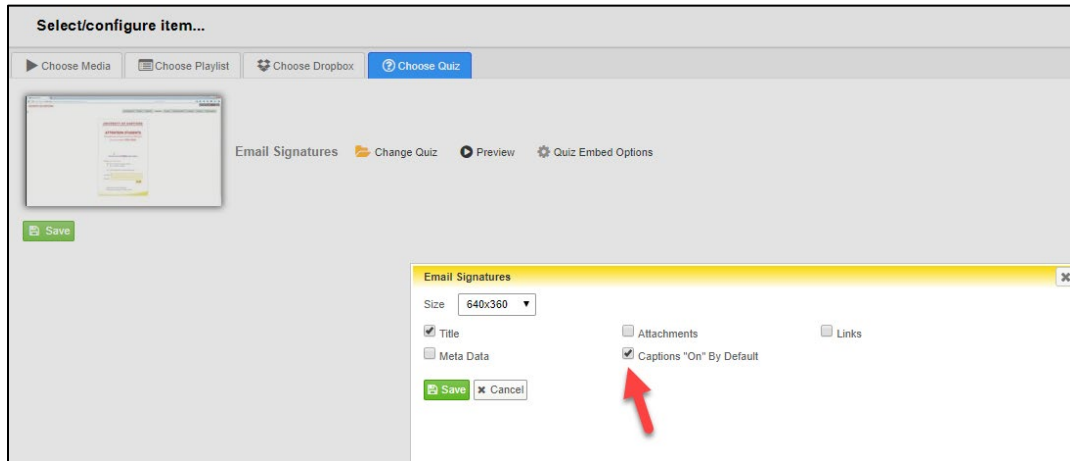 Select/configure item...
Choose Media Choose Playlist Choose Dropbox Choose Quiz
Email Signatures Change Quiz Preview Quiz Embed Options
Save
Email Signatures
Size 640x360
Title Attachments Links
Meta Data Captions "On" By Default
Save Cancel